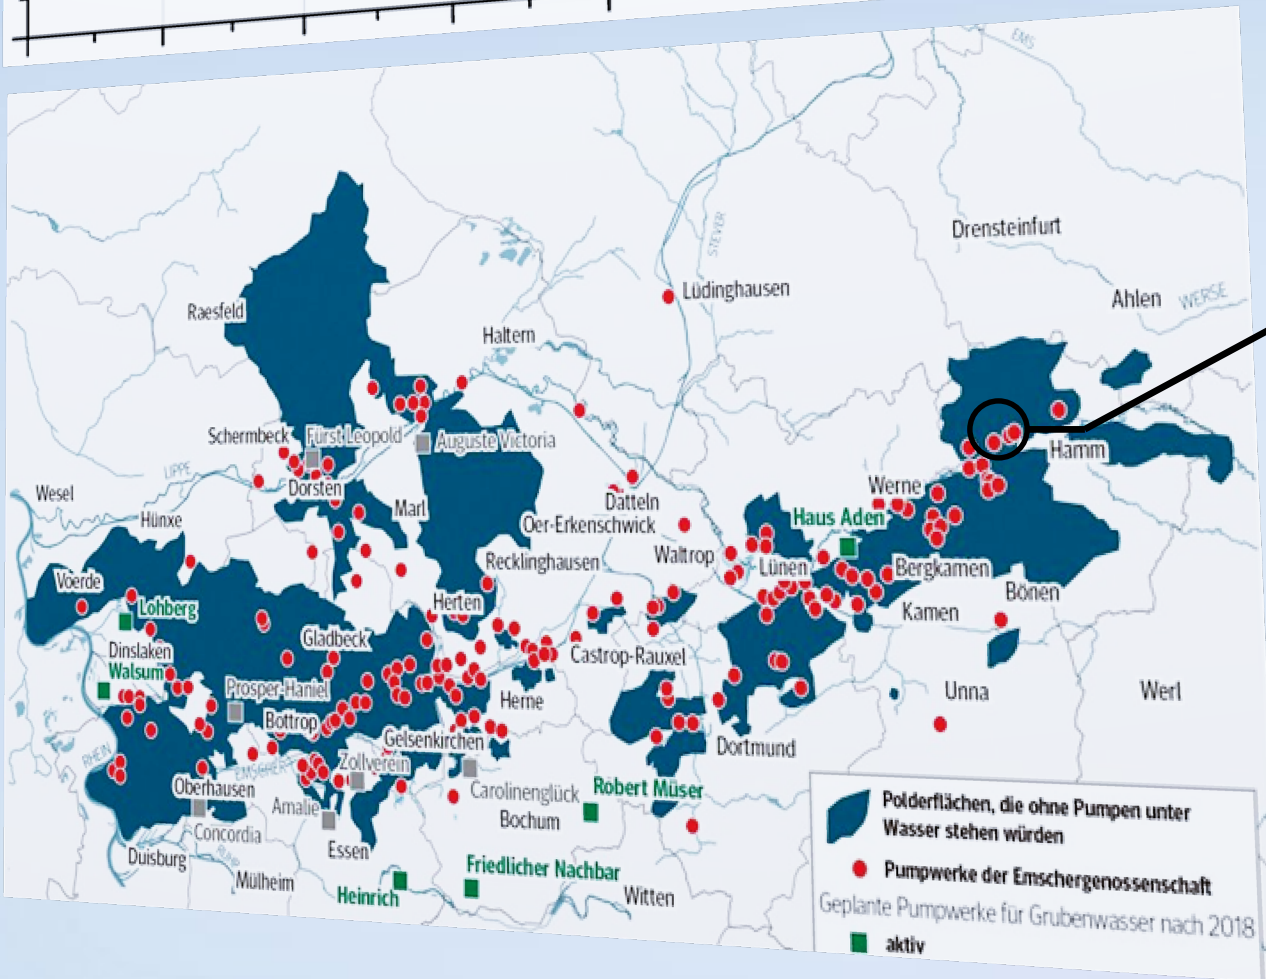 EMS
STEVER
Drensteinfurt
Lüdinghausen
Ahlen
WERSE
Raesfeld
Haltern
Schermbeck
Fürst Leopold
Auguste Victoria
Hamm
LIPPE
Dorsten
Werne
Wesel
Marl
Datteln
Hünxe
Oer-Erkenschwick
Haus Aden
Waltrop
Recklinghausen
Lünen
Bergkamen
Voerde
Bönen
Lohberg
Herten
Kamen
Gladbeck
Dinslaken
Castrop-Rauxel
Walsum
Prosper-Haniel
Herne
Unna
Werl
Bottrop
Gelsenkirchen
Dortmund
RHEIN
EMSCHER
Zollverein
Oberhausen
Carolinenglück
Robert Müser
Amalie
Bochum
Concordia
Essen
Duisburg
RUHR
Mülheim
Friedlicher Nachbar
Heinrich
Witten
Polderflächen, die ohne Pumpen unter
Wasser stehen würden
Pumpwerke der Emschergenossenschaft
Geplante Pumpwerke für Grubenwasser nach 2018
aktiv